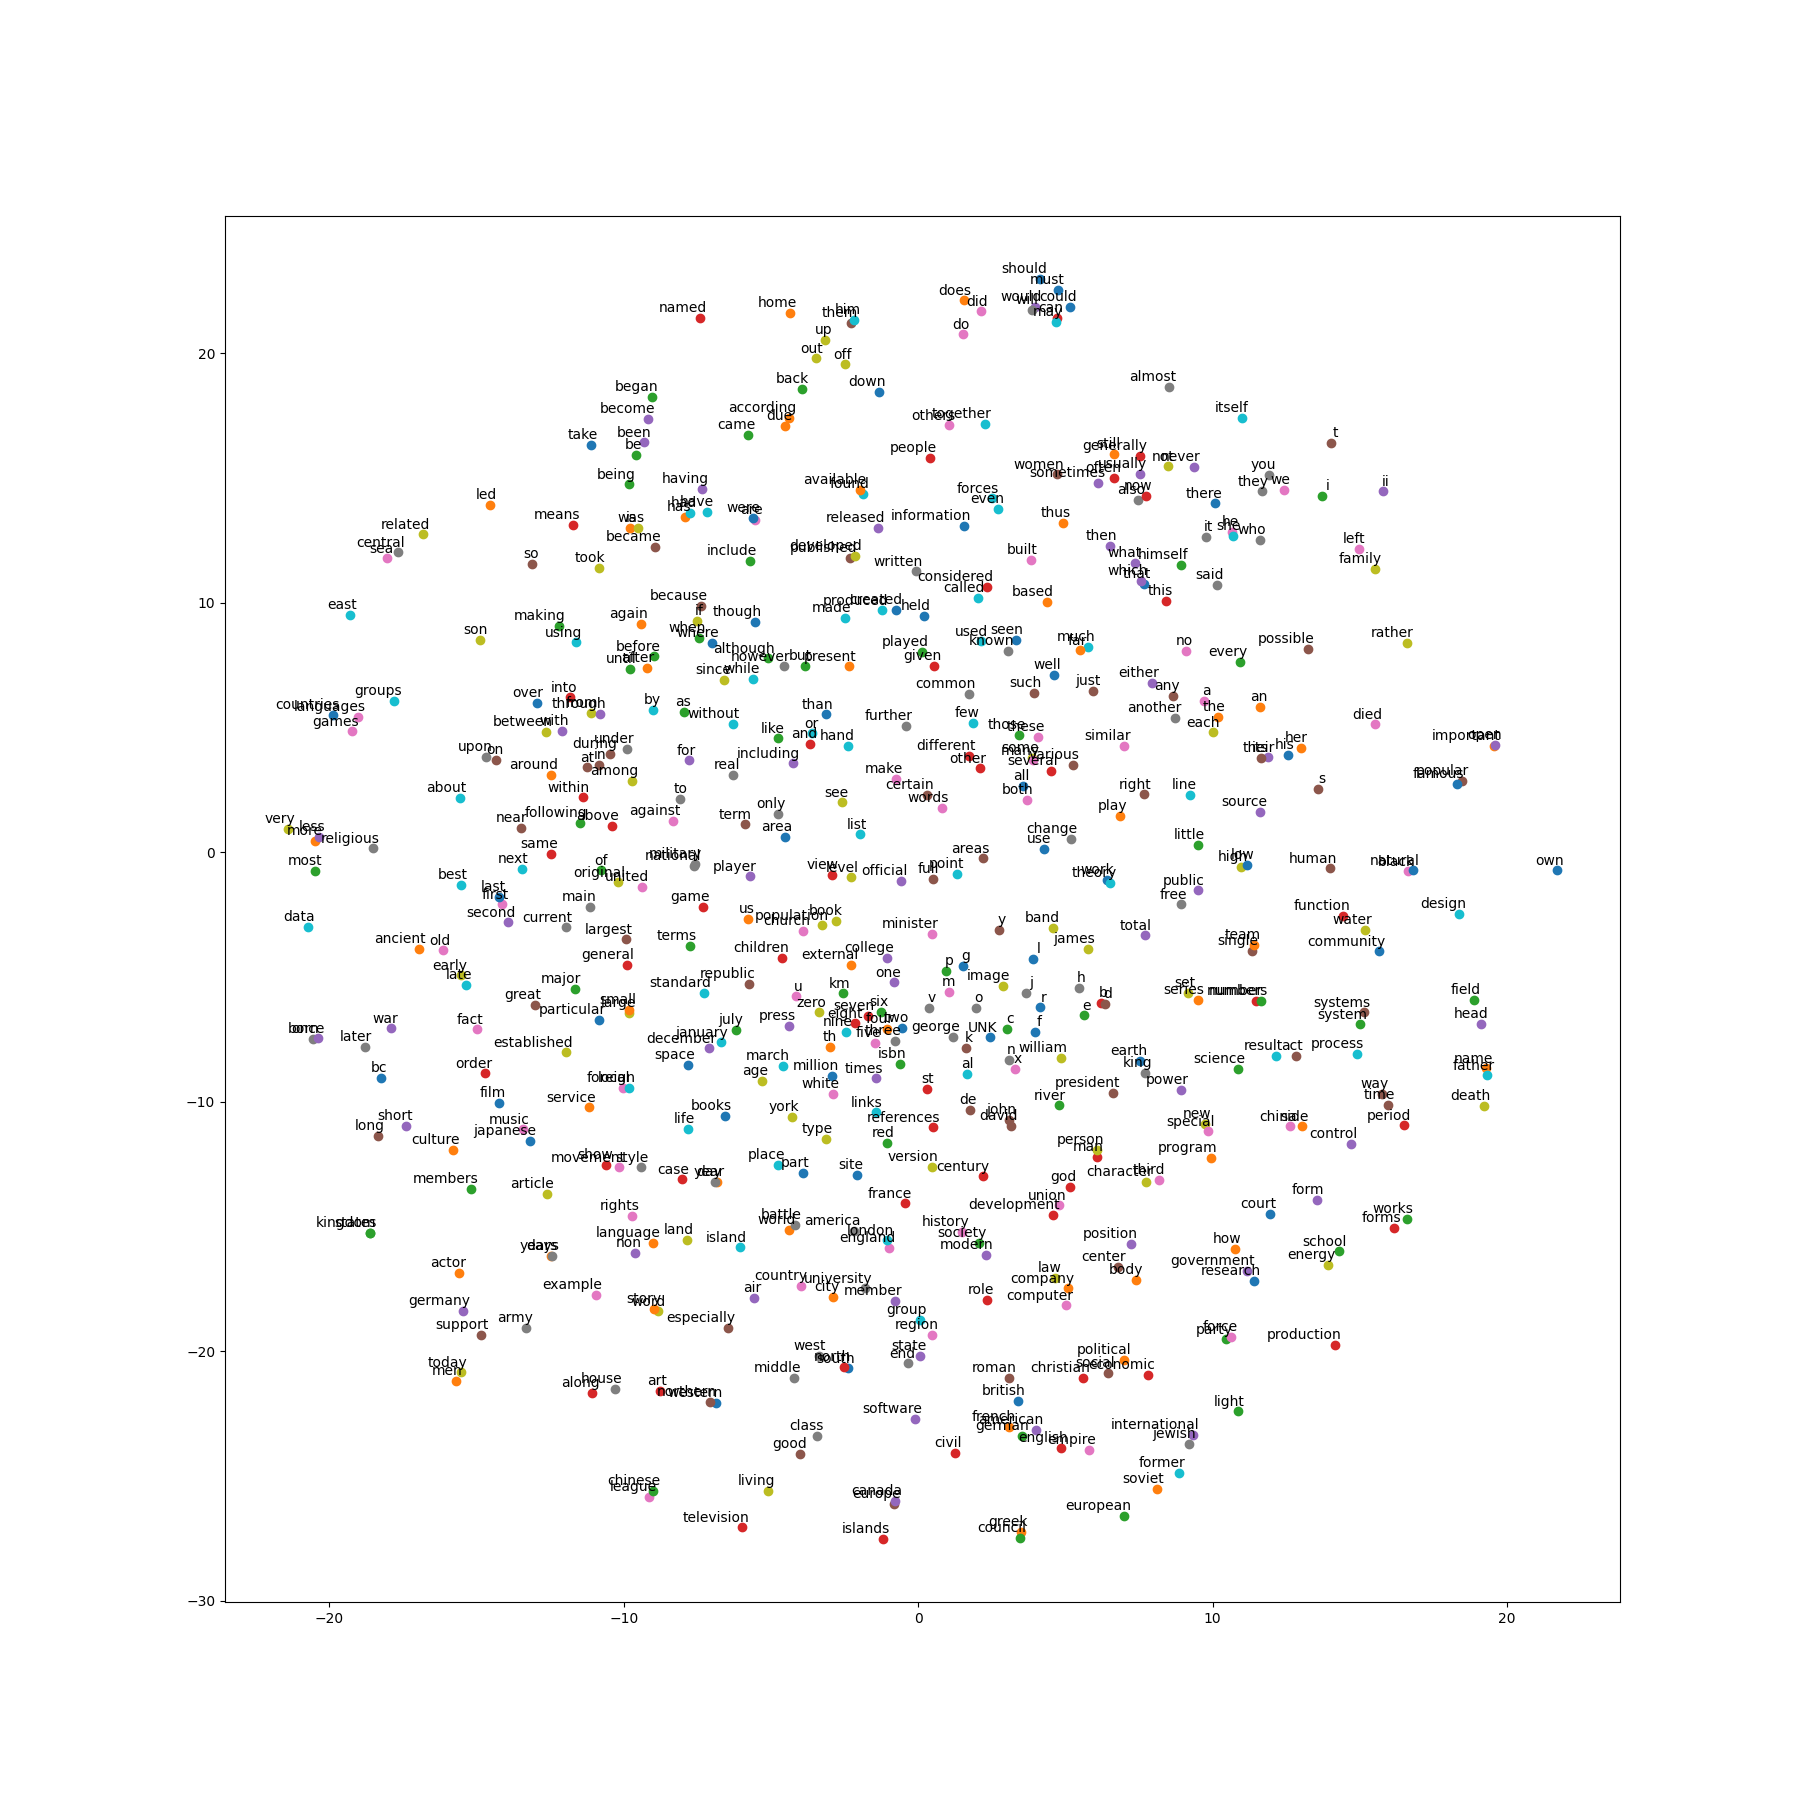 should
must
does
did
would
will
could
can
may
do
named
home
him
them
up
out
off
back
down
almost
began
become
according
due
came
others
together
itself
take
been
be
people
t
still
generally
not
never
being
having
available
found
women
sometimes
often
usually
now
also
you
they
we
i
ii
led
had
has
have
were
are
forces
even
there
related
means
was
is
released
information
thus
it
he
she
who
central
sea
became
include
developed
published
built
then
left
so
took
written
what
himself
family
which
that
said
considered
called
this
east
because
produced
created
held
based
making
again
if
though
made
son
using
when
where
used
seen
much
far
rather
before
until
after
although
however
but
present
played
given
known
no
every
possible
since
while
well
either
groups
over
into
by
as
common
such
just
any
a
an
countries
languages
games
from
through
without
than
further
few
another
the
each
died
between
with
like
or
and
hand
those
these
similar
important
open
upon
on
during
under
at
in
for
including
different
other
some
many
several
various
their
its
his
her
around
among
real
make
all
popular
famous
about
within
to
see
certain
words
both
right
line
s
near
following
above
against
term
only
play
source
very
less
more
religious
area
list
change
use
little
most
same
next
of
original
military
national
united
player
view
level
official
areas
full
point
theory
work
high
low
human
natural
black
own
best
last
first
second
main
game
public
free
data
current
us
population
book
church
minister
y
band
function
design
ancient
old
largest
general
terms
children
external
college
l
james
total
water
team
single
community
early
late
major
republic
one
p
g
great
particular
small
large
standard
u
km
m
image
j
h
set
series
number
numbers
field
fact
war
zero
seven
six
v
o
r
e
b
d
systems
system
head
born
once
later
established
july
january
december
press
eight
nine
four
two
five
three
george
UNK
c
f
th
k
william
earth
king
science
result
act
process
bc
order
space
march
age
million
times
isbn
al
n
x
name
father
film
service
foreign
white
st
president
power
way
time
death
short
long
music
japanese
books
life
york
links
references
de
john
david
river
new
special
china
side
period
culture
type
red
person
man
program
control
members
article
show
movement
style
case
year
day
place
part
site
version
century
character
third
god
rights
france
union
development
form
court
works
forms
kingdom
language
non
land
island
battle
world
america
london
england
history
society
modern
position
how
school
years
days
actor
center
body
government
research
energy
example
country
university
member
law
company
computer
germany
story
word
air
city
role
support
army
especially
group
region
force
party
production
west
north
south
state
end
political
social
economic
today
men
middle
roman
christian
along
house
art
northern
western
british
light
software
french
german
american
english
empire
international
jewish
class
good
civil
former
soviet
chinese
league
living
canada
europe
european
television
islands
greek
council
20
10
0
−10
−20
−30
−20
−10
0
10
20